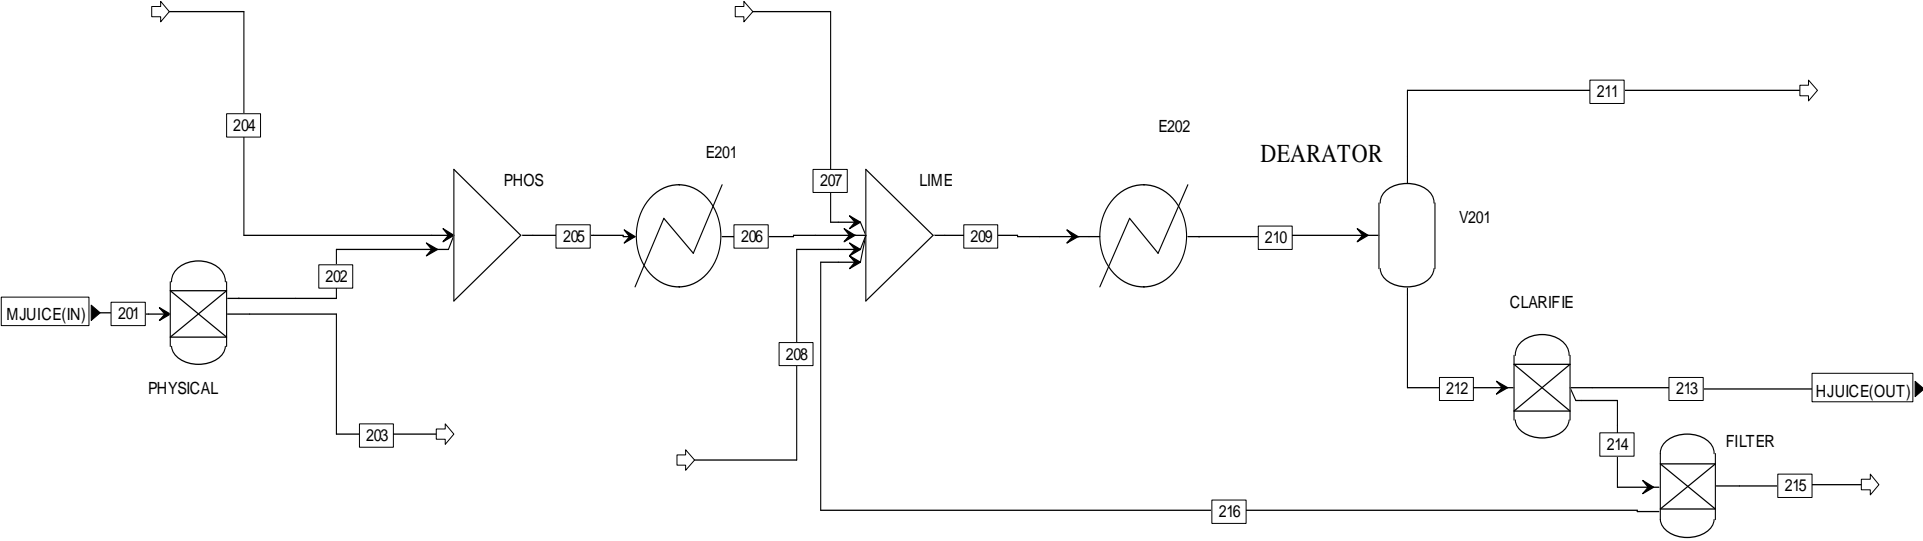 211
204
E202
E201
DEARATOR
PHOS
207
LIME
V201
205
206
209
210
202
CLARIFIE
MJUICE(IN)
201
208
PHYSICAL
212
213
HJUICE(OUT)
203
214
FILTER
215
216